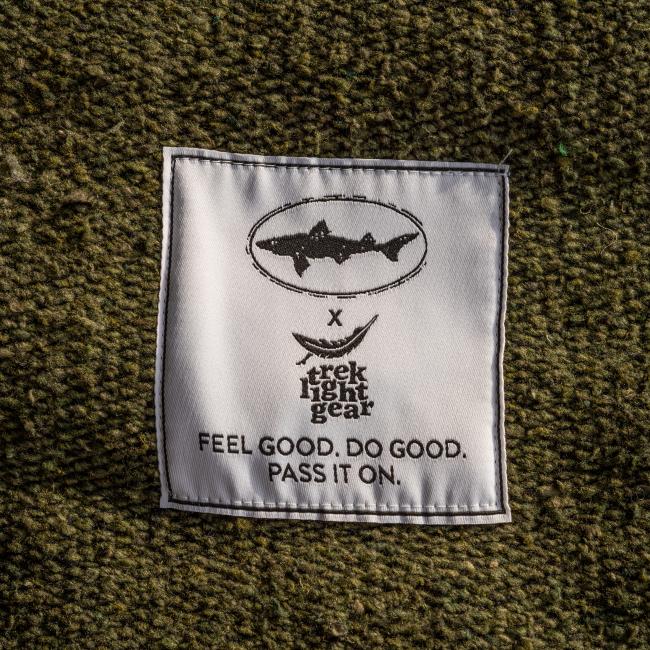 X
trek
light
gear
FEEL GOOD. DO GOOD.
PASS IT ON.